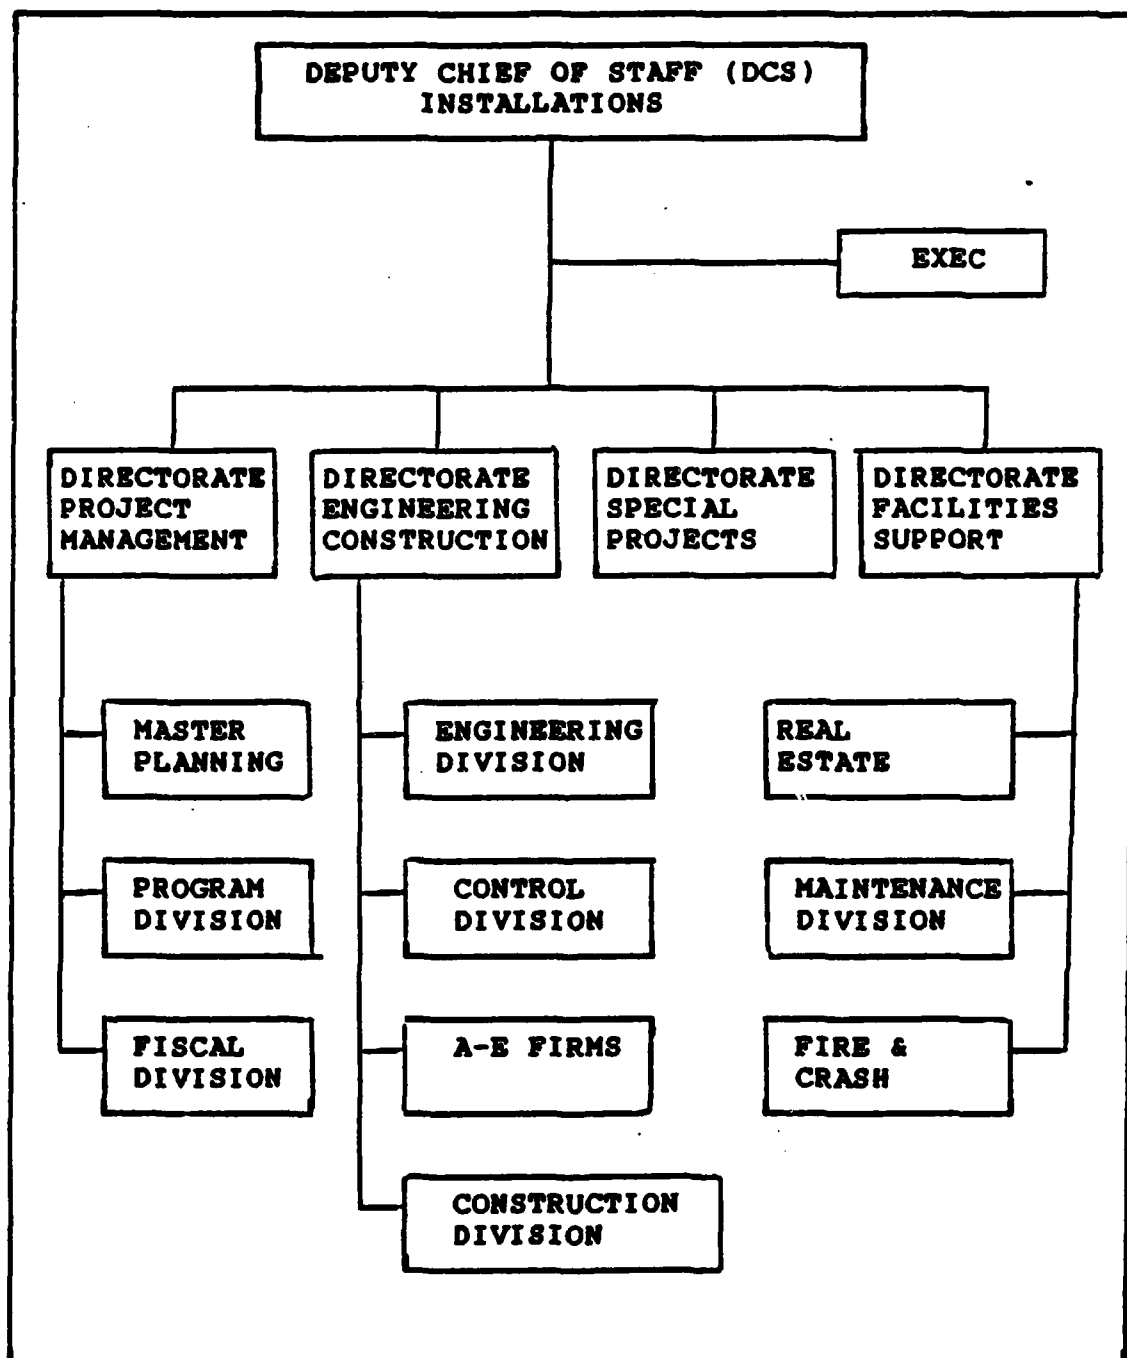 DEPUTY CHIEF OF STAFF (DCS)
INSTALLATIONS
EXEC
DIRECTORATE
PROJECT
MANAGEMENT
DIRECTORATE
ENGINEERING
CONSTRUCTION
DIRECTORATE
SPECIAL
PROJECTS
DIRECTORATE
FACILITIES
SUPPORT
MASTER
PLANNING
ENGINEERING
DIVISION
REAL
ESTATE
PROGRAM
DIVISION
CONTROL
DIVISION
MAINTENANCE
DIVISION
FISCAL
DIVISION
A-E FIRMS
FIRE &
CRASH
CONSTRUCTION
DIVISION